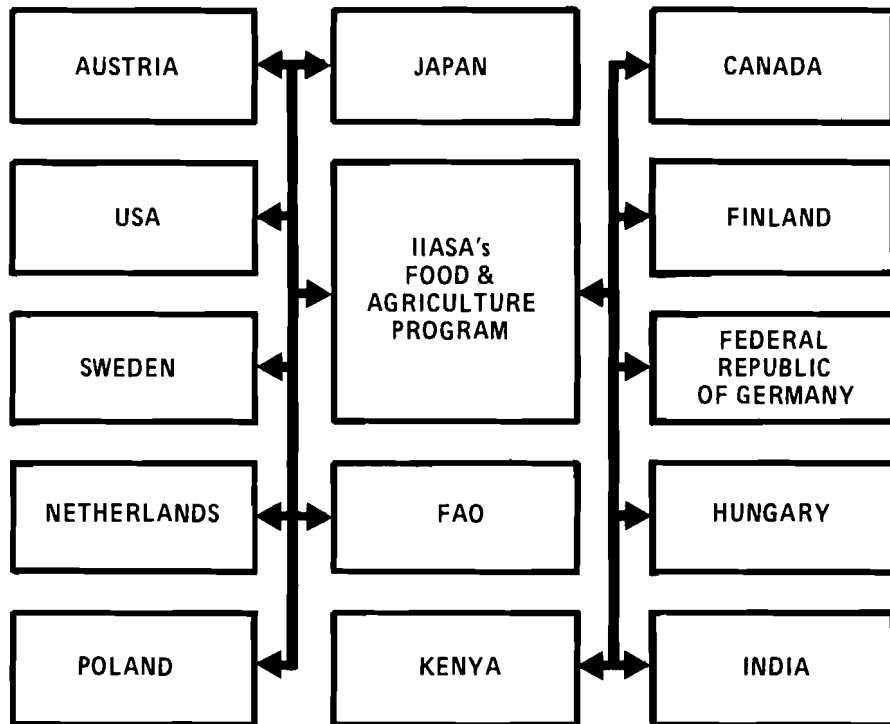 AUSTRIA
JAPAN
CANADA
USA
IIASA's
FOOD &
AGRICULTURE
PROGRAM
FINLAND
SWEDEN
FEDERAL
REPUBLIC
OF GERMANY
NETHERLANDS
FAO
HUNGARY
POLAND
KENYA
INDIA